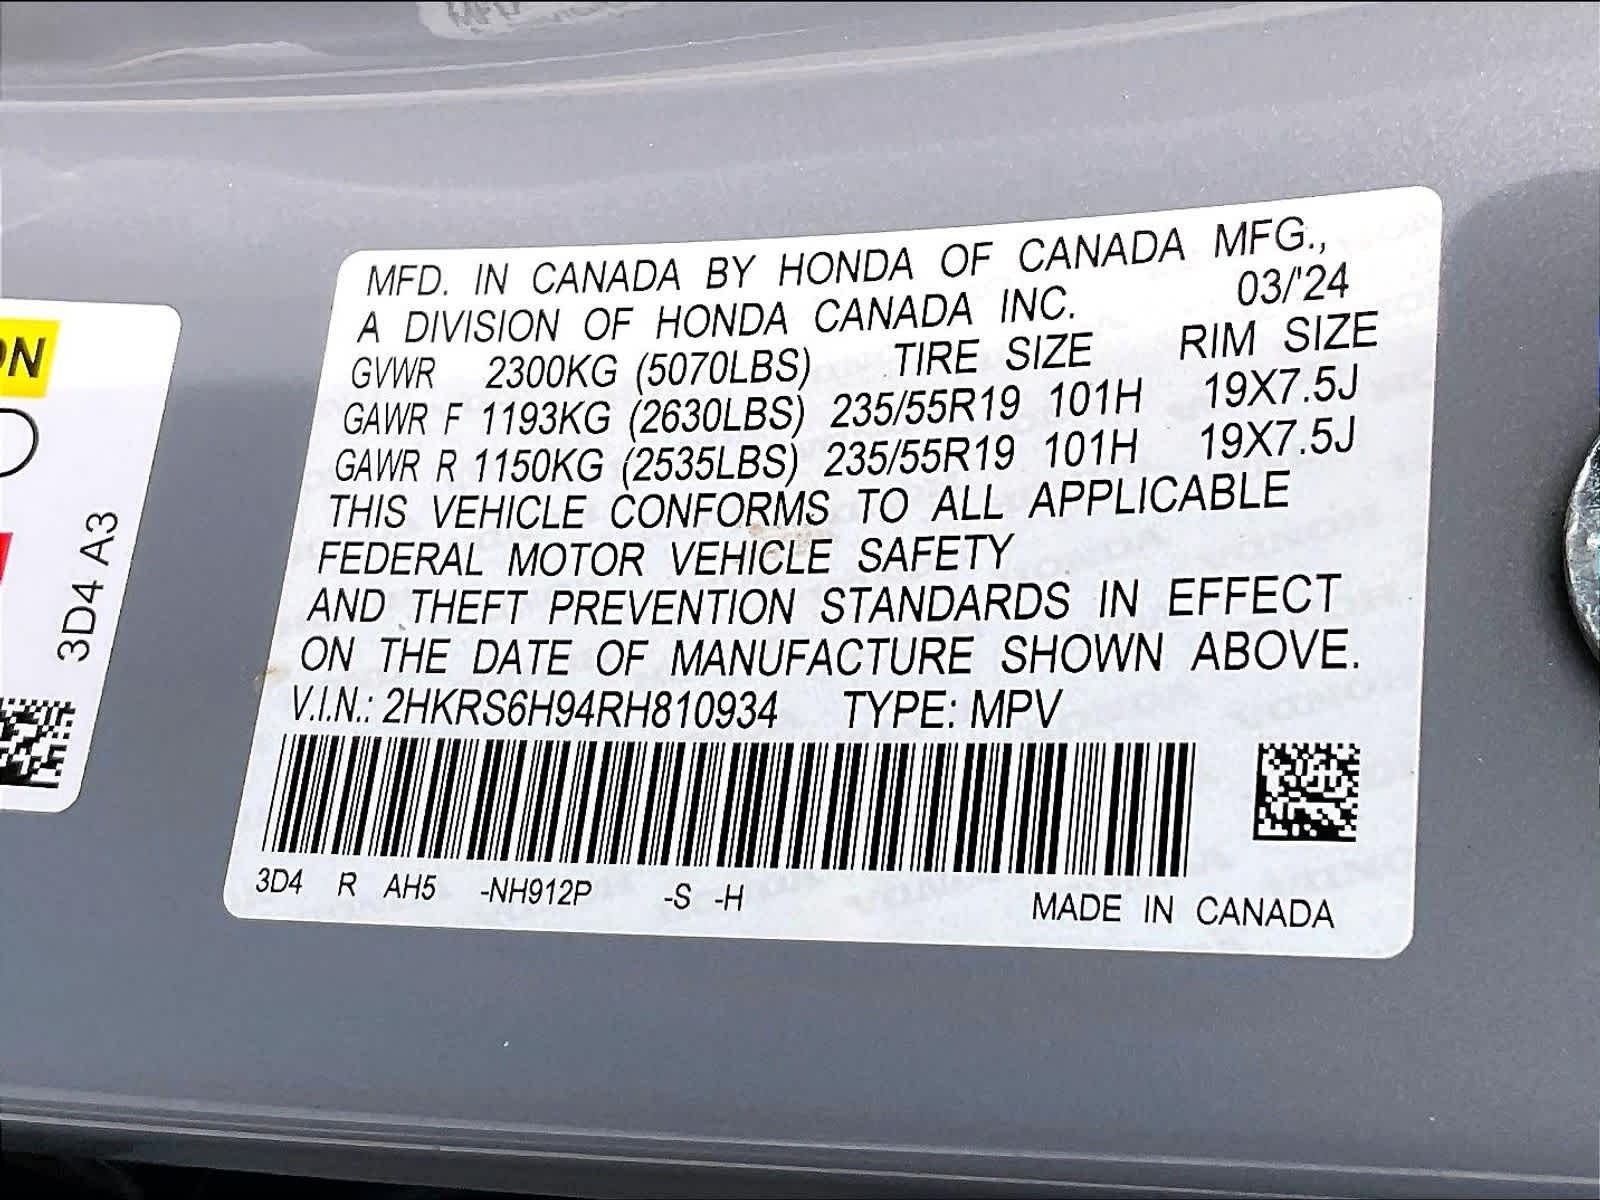 MFD. IN CANADA BY HONDA OF CANADA MFG.,
A DIVISION OF HONDA CANADA INC. 03/'24
GVWR 2300KG (5070LBS) TIRE SIZE RIM SIZE
GAWR F 1193KG (2630LBS) 235/55R19 101H 19X7.5J
GAWR R 1150KG (2535LBS) 235/55R19 101H 19X7.5J
THIS VEHICLE CONFORMS TO ALL APPLICABLE
FEDERAL MOTOR VEHICLE SAFETY
AND THEFT PREVENTION STANDARDS IN EFFECT
ON THE DATE OF MANUFACTURE SHOWN ABOVE.
V.I.N.: 2HKRS6H94RH810934 TYPE: MPV
3D4 R AH5 -NH912P -S -H
MADE IN CANADA
3D4 A3